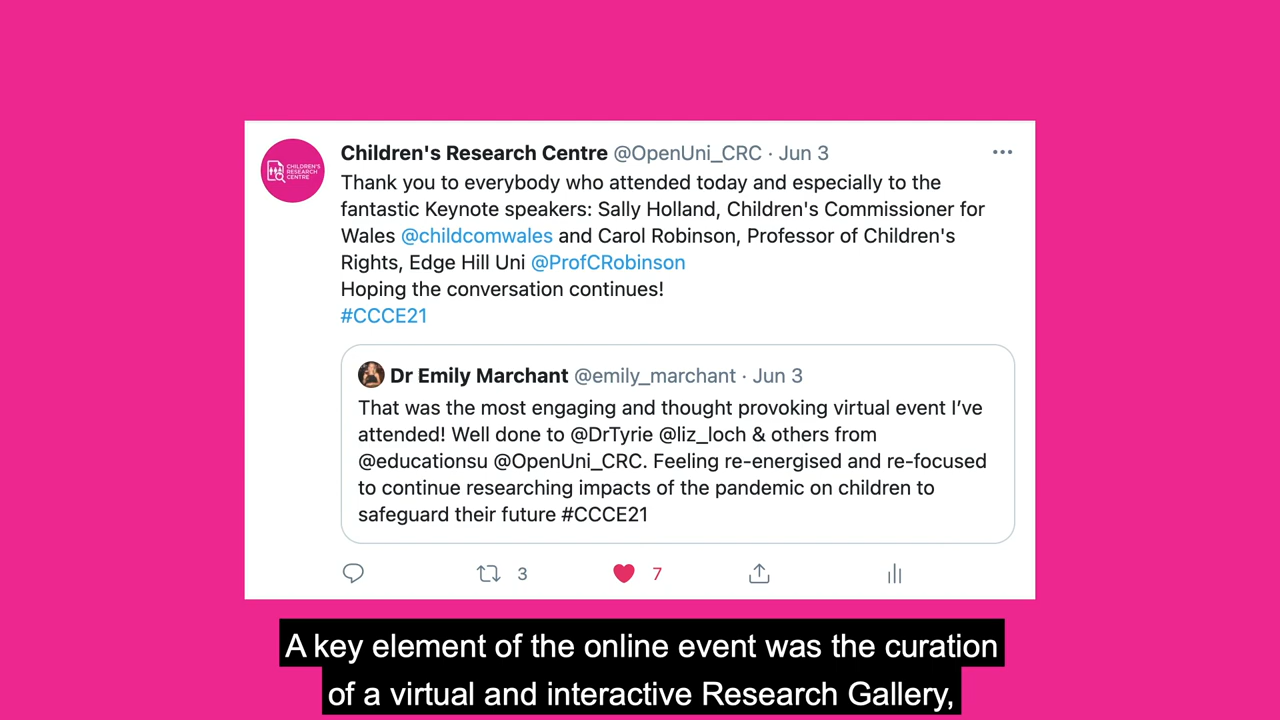 CHILDREN'S
RESEARCH
CENTRE
Children's Research Centre @OpenUni_CRC · Jun 3
Thank you to everybody who attended today and especially to the
fantastic Keynote speakers: Sally Holland, Children's Commissioner for
Wales @childcomwales and Carol Robinson, Professor of Children's
Rights, Edge Hill Uni @ProfCRobinson
Hoping the conversation continues!
#CCCE21
Dr Emily Marchant @emily_marchant · Jun 3
That was the most engaging and thought provoking virtual event I’ve
attended! Well done to @DrTyrie @liz_loch & others from
@educationsu @OpenUni_CRC. Feeling re-energised and re-focused
to continue researching impacts of the pandemic on children to
safeguard their future #CCCE21
3 7
A key element of the online event was the curation
of a virtual and interactive Research Gallery,